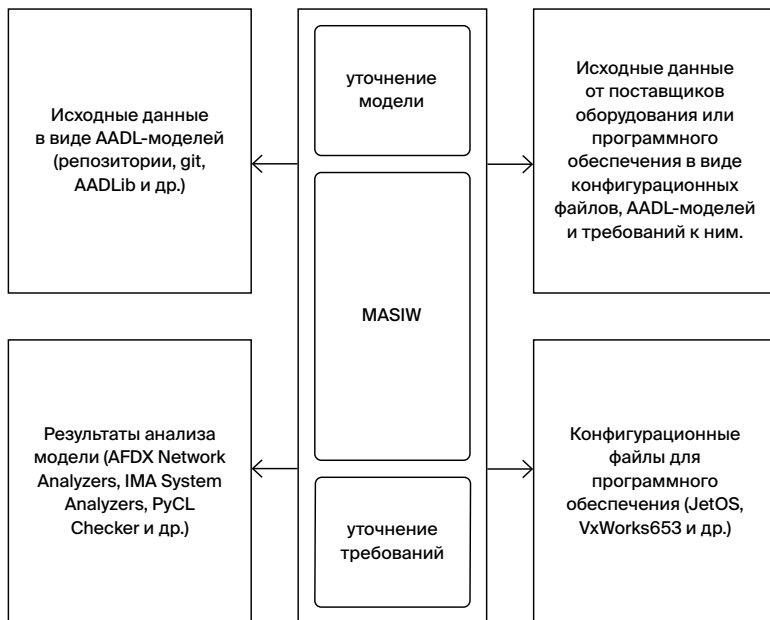 Исходные данные
в виде AADL-моделей
(репозитории, git,
AADLib и др.)
уточнение
модели
MASIW
уточнение
требований
Исходные данные
от поставщиков
оборудования или
программного
обеспечения в виде
конфигурационных
файлов, AADL-моделей
и требований к ним.
Результаты анализа
модели (AFDX Network
Analyzers, IMA System
Analyzers, PyCL
Checker и др.)
Конфигурационные
файлы для
программного
обеспечения (JetOS,
VxWorks653 и др.)